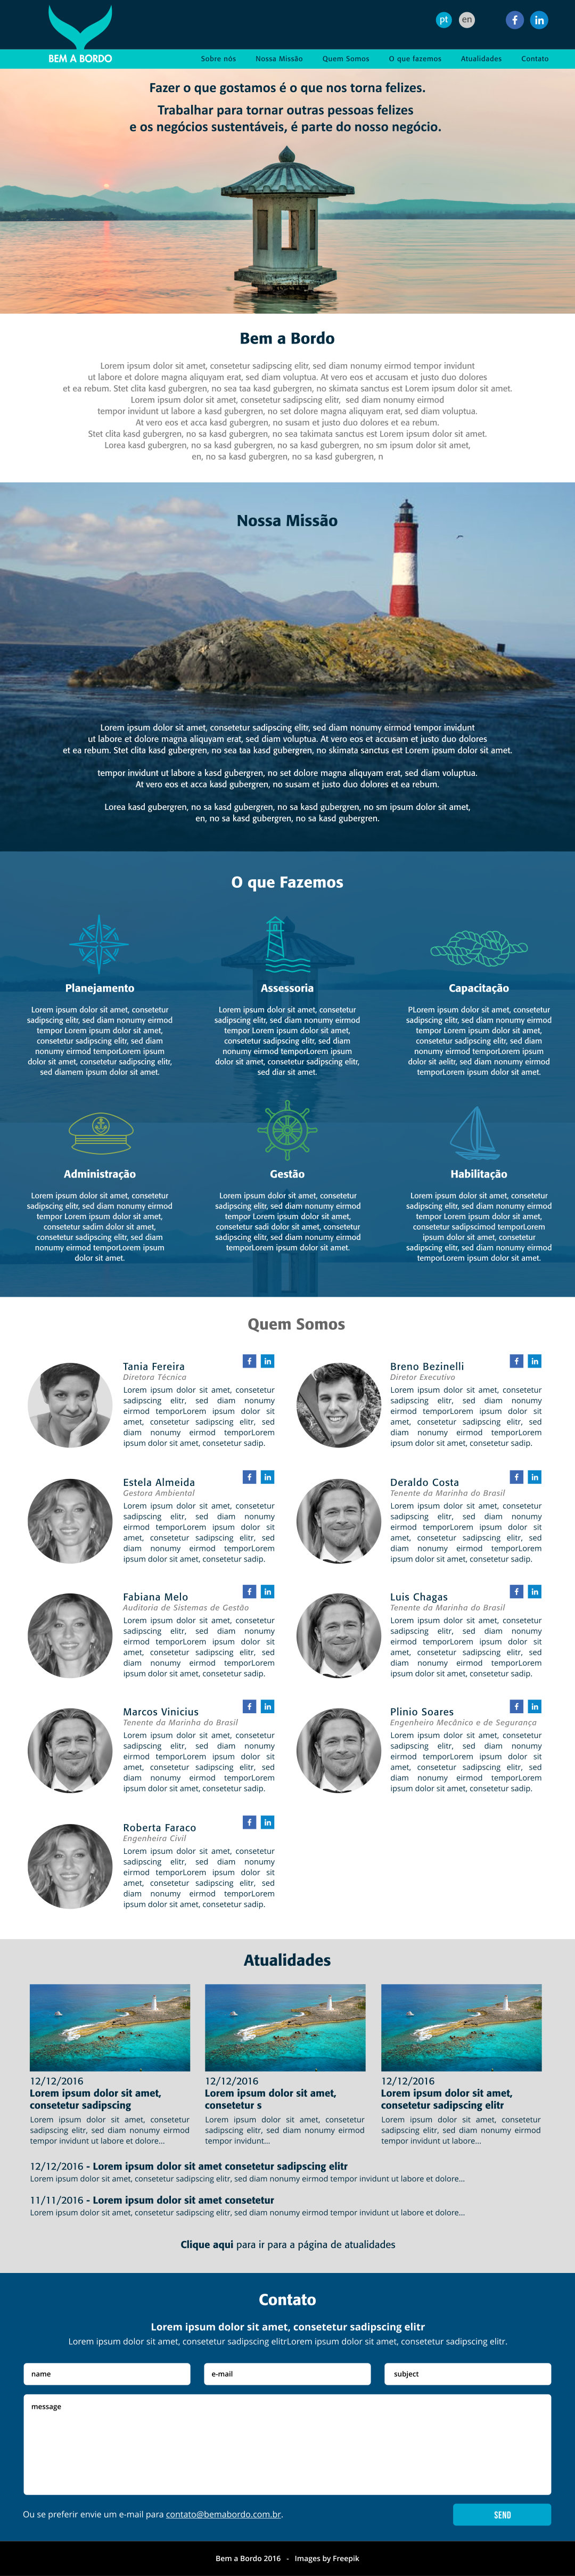 BEM A BORDO
pt
en
f
in
Sobre nós
Nossa Missão
Quem Somos
O que fazemos
Atualidades
Contato
Fazer o que gostamos é o que nos torna felizes.
Trabalhar para tornar outras pessoas felizes
e os negócios sustentáveis, é parte do nosso negócio.
Bem a Bordo
Lorem ipsum dolor sit amet, consetetur sadipscing elitr, sed diam nonumy eirmod tempor invidunt
ut labore et dolore magna aliquyam erat, sed diam voluptua. At vero eos et accusam et justo duo dolores
et ea rebum. Stet clita kasd gubergren, no sea taa kasd gubergren, no skimata sanctus est Lorem ipsum dolor sit amet.
Lorem ipsum dolor sit amet, consetetur sadipscing elitr, sed diam nonumy eirmod
tempor invidunt ut labore a kasd gubergren, no set dolore magna aliquyam erat, sed diam voluptua.
At vero eos et acca kasd gubergren, no susam et justo duo dolores et ea rebum.
Stet clita kasd gubergren, no sa kasd gubergren, no sea takimata sanctus est Lorem ipsum dolor sit amet.
Lorea kasd gubergren, no sa kasd gubergren, no sa kasd gubergren, no sm ipsum dolor sit amet,
en, no sa kasd gubergren, no sa kasd gubergren, n
Nossa Missão
Lorem ipsum dolor sit amet, consetetur sadipscing elitr, sed diam nonumy eirmod tempor invidunt
ut labore et dolore magna aliquyam erat, sed diam voluptua. At vero eos et accusam et justo duo dolores
et ea rebum. Stet clita kasd gubergren, no sea taa kasd gubergren, no skimata sanctus est Lorem ipsum dolor sit amet.
tempor invidunt ut labore a kasd gubergren, no set dolore magna aliquyam erat, sed diam voluptua.
At vero eos et acca kasd gubergren, no susam et justo duo dolores et ea rebum.
Lorea kasd gubergren, no sa kasd gubergren, no sa kasd gubergren, no sm ipsum dolor sit amet,
en, no sa kasd gubergren, no sa kasd gubergren.
O que Fazemos
Planejamento
Lorem ipsum dolor sit amet, consetetur
sadipscing elitr, sed diam nonumy eirmod
tempor Lorem ipsum dolor sit amet,
consetetur sadipscing elitr, sed diam
nonumy eirmod temporLorem ipsum
dolor sit amet, consetetur sadipscing elitr,
sed diamem ipsum dolor sit amet.
Assessoria
Lorem ipsum dolor sit amet, consetetur
sadipscing elitr, sed diam nonumy eirmod
tempor Lorem ipsum dolor sit amet,
consetetur sadipscing elitr, sed diam
nonumy eirmod temporLorem ipsum
dolor sit amet, consetetur sadipscing elitr,
sed diar sit amet.
Capacitação
PLorem ipsum dolor sit amet, consetetur
sadipscing elitr, sed diam nonumy eirmod
tempor Lorem ipsum dolor sit amet,
consetetur sadipscing elitr, sed diam
nonumy eirmod temporLorem ipsum
dolor sit aelitr, sed diam nonumy eirmod
temporLorem ipsum dolor sit amet.
Administração
Lorem ipsum dolor sit amet, consetetur
sadipscing elitr, sed diam nonumy eirmod
tempor Lorem ipsum dolor sit amet,
consetetur sadim dolor sit amet,
consetetur sadipscing elitr, sed diam
nonumy eirmod temporLorem ipsum
dolor sit amet.
Gestão
Lorem ipsum dolor sit amet, consetetur
sadipscing elitr, sed diam nonumy eirmod
tempor Lorem ipsum dolor sit amet,
consetetur sadi dolor sit amet, consetetur
sadipscing elitr, sed diam nonumy eirmod
temporLorem ipsum dolor sit amet.
Habilitação
Lorem ipsum dolor sit amet, consetetur
sadipscing elitr, sed diam nonumy eirmod
tempor Lorem ipsum dolor sit amet,
consetetur sadipscimod temporLorem
ipsum dolor sit amet, consetetur
sadipscing elitr, sed diam nonumy eirmod
temporLorem ipsum dolor sit amet.
Quem Somos
Tania Fereira
f in
Diretora Técnica
Lorem ipsum dolor sit amet, consetetur
sadipscing elitr, sed diam nonumy
eirmod temporLorem ipsum dolor sit
amet, consetetur sadipscing elitr, sed
diam nonumy eirmod temporLorem
ipsum dolor sit amet, consetetur sadip.
Breno Bezinelli
f in
Diretor Executivo
Lorem ipsum dolor sit amet, consetetur
sadipscing elitr, sed diam nonumy
eirmod temporLorem ipsum dolor sit
amet, consetetur sadipscing elitr, sed
diam nonumy eirmod temporLorem
ipsum dolor sit amet, consetetur sadip.
Estela Almeida
f in
Gestora Ambiental
Lorem ipsum dolor sit amet, consetetur
sadipscing elitr, sed diam nonumy
eirmod temporLorem ipsum dolor sit
amet, consetetur sadipscing elitr, sed
diam nonumy eirmod temporLorem
ipsum dolor sit amet, consetetur sadip.
Deraldo Costa
f in
Tenente da Marinha do Brasil
Lorem ipsum dolor sit amet, consetetur
sadipscing elitr, sed diam nonumy
eirmod temporLorem ipsum dolor sit
amet, consetetur sadipscing elitr, sed
diam nonumy eirmod temporLorem
ipsum dolor sit amet, consetetur sadip.
Fabiana Melo
f in
Auditoria de Sistemas de Gestão
Lorem ipsum dolor sit amet, consetetur
sadipscing elitr, sed diam nonumy
eirmod temporLorem ipsum dolor sit
amet, consetetur sadipscing elitr, sed
diam nonumy eirmod temporLorem
ipsum dolor sit amet, consetetur sadip.
Luis Chagas
f in
Tenente da Marinha do Brasil
Lorem ipsum dolor sit amet, consetetur
sadipscing elitr, sed diam nonumy
eirmod temporLorem ipsum dolor sit
amet, consetetur sadipscing elitr, sed
diam nonumy eirmod temporLorem
ipsum dolor sit amet, consetetur sadip.
Marcos Vinicius
f in
Tenente da Marinha do Brasil
Lorem ipsum dolor sit amet, consetetur
sadipscing elitr, sed diam nonumy
eirmod temporLorem ipsum dolor sit
amet, consetetur sadipscing elitr, sed
diam nonumy eirmod temporLorem
ipsum dolor sit amet, consetetur sadip.
Plinio Soares
f in
Engenheiro Mecânico e de Segurança
Lorem ipsum dolor sit amet, consetetur
sadipscing elitr, sed diam nonumy
eirmod temporLorem ipsum dolor sit
amet, consetetur sadipscing elitr, sed
diam nonumy eirmod temporLorem
ipsum dolor sit amet, consetetur sadip.
Roberta Faraco
f in
Engenheira Civil
Lorem ipsum dolor sit amet, consetetur
sadipscing elitr, sed diam nonumy
eirmod temporLorem ipsum dolor sit
amet, consetetur sadipscing elitr, sed
diam nonumy eirmod temporLorem
ipsum dolor sit amet, consetetur sadip.
Atualidades
12/12/2016
Lorem ipsum dolor sit amet,
consetetur sadipscing
Lorem ipsum dolor sit amet, consetetur
sadipscing elitr, sed diam nonumy eirmod
tempor invidunt ut labore et dolore...
12/12/2016
Lorem ipsum dolor sit amet,
consetetur s
Lorem ipsum dolor sit amet, consetetur
sadipscing elitr, sed diam nonumy eirmod
tempor invidunt...
12/12/2016
Lorem ipsum dolor sit amet,
consetetur sadipscing elitr
Lorem ipsum dolor sit amet, consetetur
sadipscing elitr, sed diam nonumy eirmod
tempor invidunt ut labore...
12/12/2016 - Lorem ipsum dolor sit amet consetetur sadipscing elitr
Lorem ipsum dolor sit amet, consetetur sadipscing elitr, sed diam nonumy eirmod tempor invidunt ut labore et dolore...
11/11/2016 - Lorem ipsum dolor sit amet consetetur
Lorem ipsum dolor sit amet, consetetur sadipscing elitr, sed diam nonumy eirmod tempor invidunt ut labore et dolore...
Clique aqui para ir para a página de atualidades
Contato
Lorem ipsum dolor sit amet, consetetur sadipscing elitr
Lorem ipsum dolor sit amet, consetetur sadipscing elitrLorem ipsum dolor sit amet, consetetur sadipscing elitr.
name
e-mail
subject
message
Ou se preferir envie um e-mail para contato@bemabordo.com.br.
SEND
Bem a Bordo 2016 - Images by Freepik